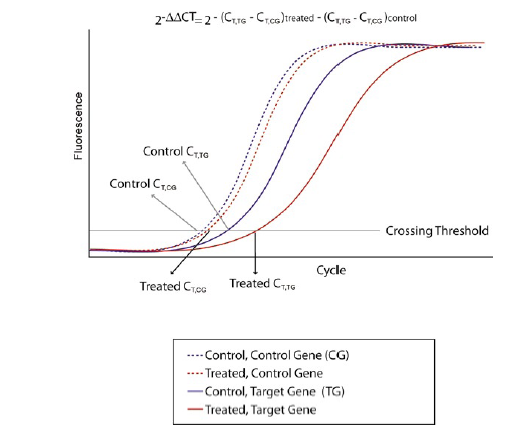 2-ΔΔCT= 2 - (CT,TG - CT,CG)treated - (CT,TG - CT,CG)control
Fluorescence
Control CT,TG
Control CT,CG
Crossing Threshold
Cycle
Treated CT,CG
Treated CT,TG
Control, Control Gene (CG)
Treated, Control Gene
Control, Target Gene (TG)
Treated, Target Gene